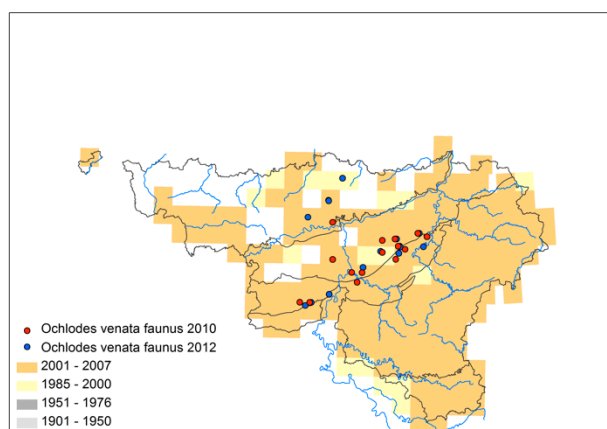 Ochlodes venata faunus 2010
Ochlodes venata faunus 2012
2001 - 2007
1985 - 2000
1951 - 1976
1901 - 1950